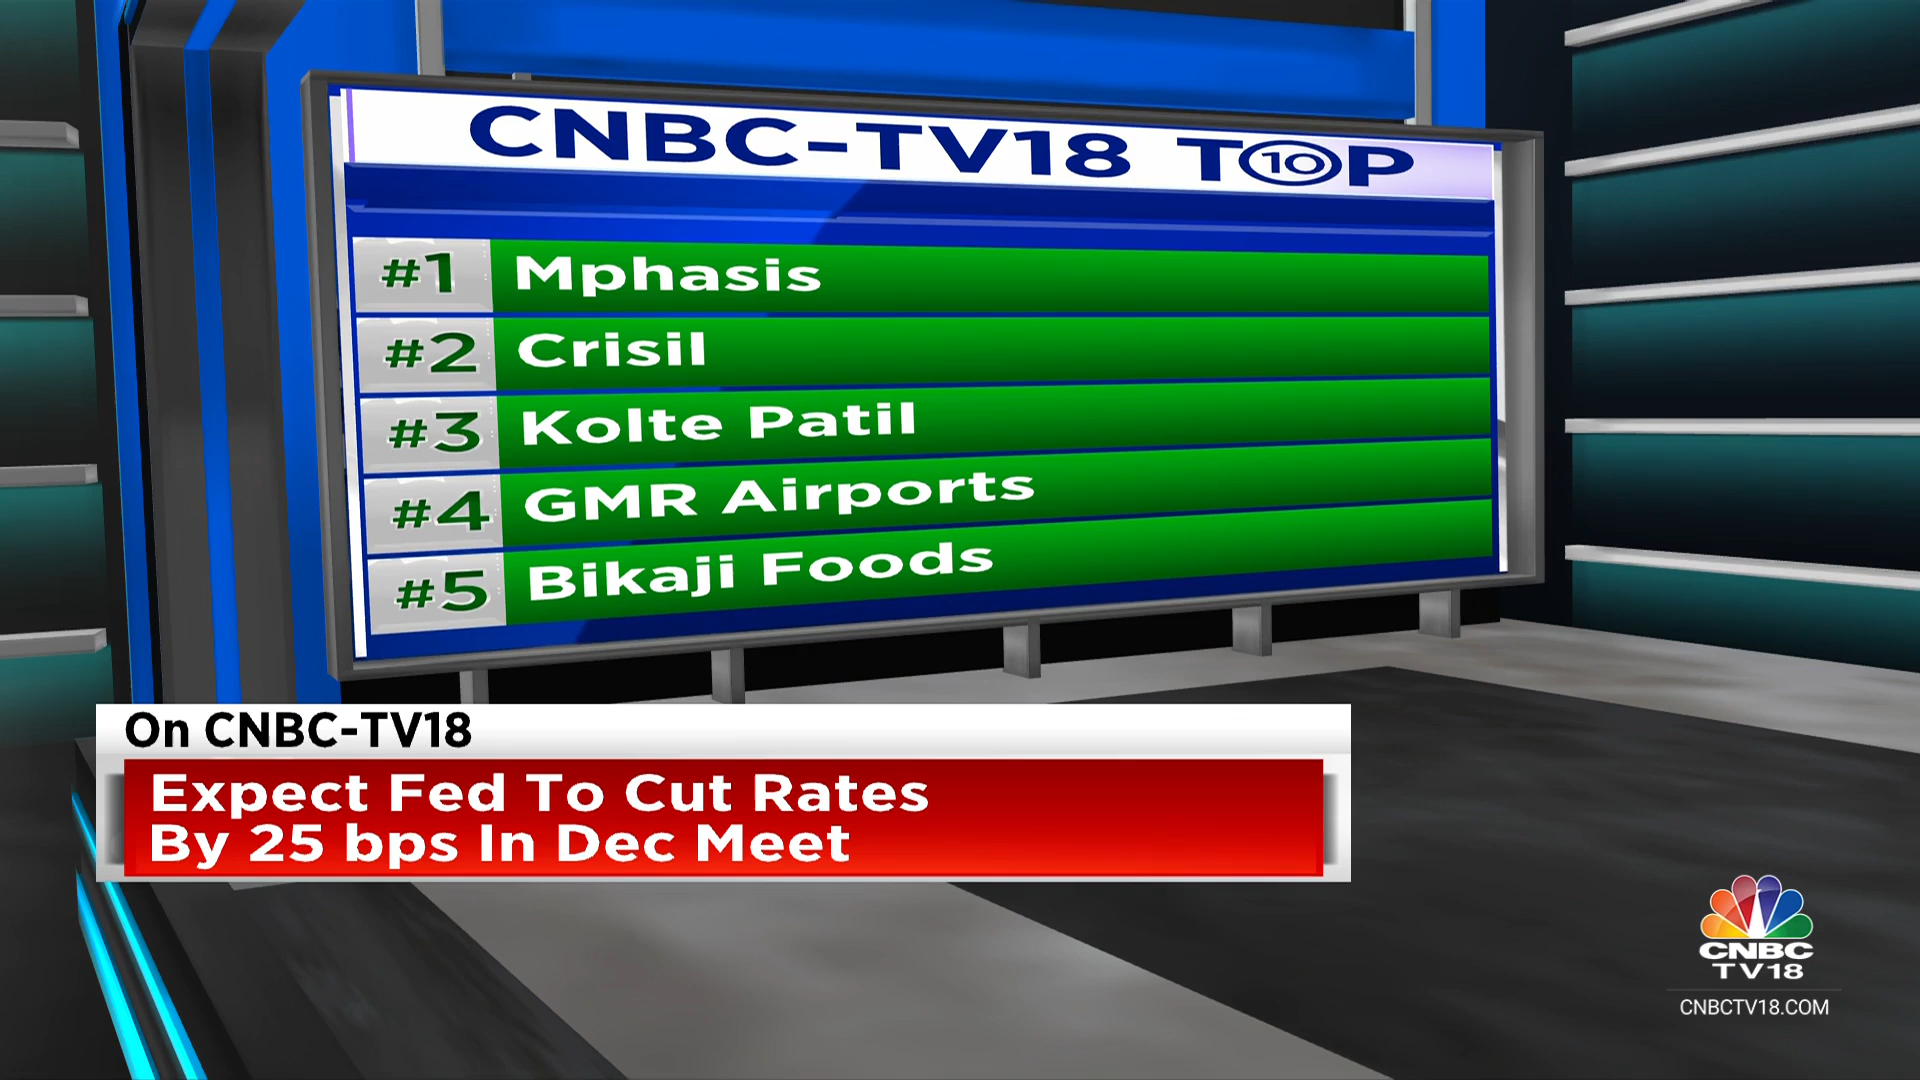 CNBC-TV18 TOP 10
#1 Mphasis
#2 Crisil
#3 Kolte Patil
#4 GMR Airports
#5 Bikaji Foods
On CNBC-TV18
Expect Fed To Cut Rates
By 25 bps In Dec Meet
CNBC
TV18
CNBCTV18.COM